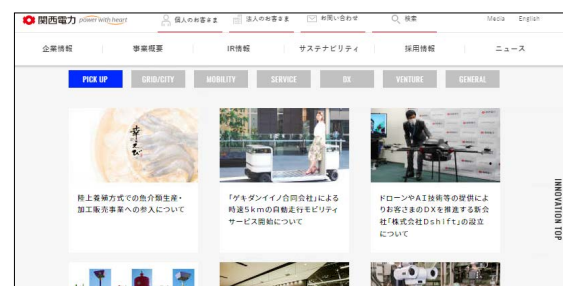 関西電力 power with heart
個人のお客さま 法人のお客さま お問い合わせ 検索 Media English
企業情報 事業概要 IR情報 サステナビリティ 採用情報 ニュース
PICK UP GRID/CITY MOBILITY SERVICE DX VENTURE GENERAL
幸えび
陸上養殖方式での魚介類生産・
加工販売事業への参入について
「ゲキダンイイノ合同会社」による
時速5kmの自動走行モビリティ
サービス開始について
ドローンやAI技術等の提供によ
りお客さまのDXを推進する新会
社「株式会社Dshift」の設立
について
INNOVATION TOP